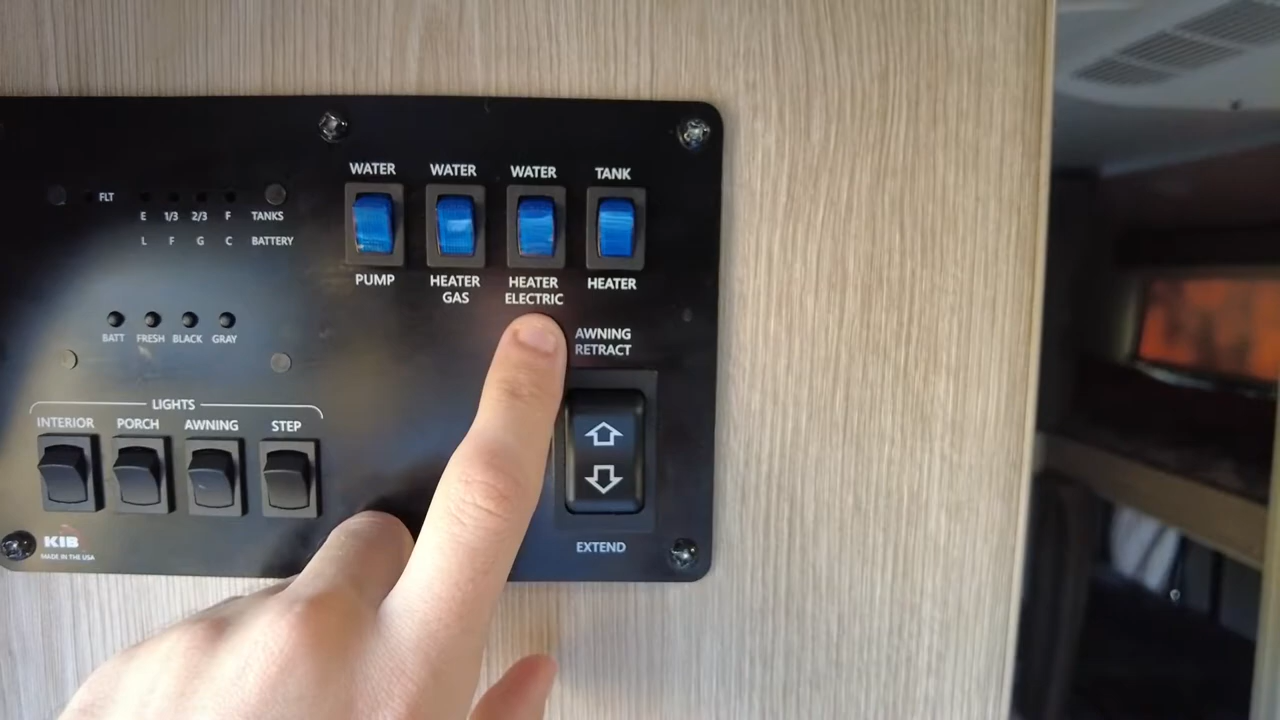 WATER
WATER
WATER
TANK
FLT
E 1/3 2/3 F TANKS
L F G C BATTERY
PUMP
HEATER
GAS
HEATER
ELECTRIC
HEATER
BATT FRESH BLACK GRAY
AWNING
RETRACT
LIGHTS
INTERIOR PORCH AWNING STEP
KIB
MADE IN THE USA
EXTEND